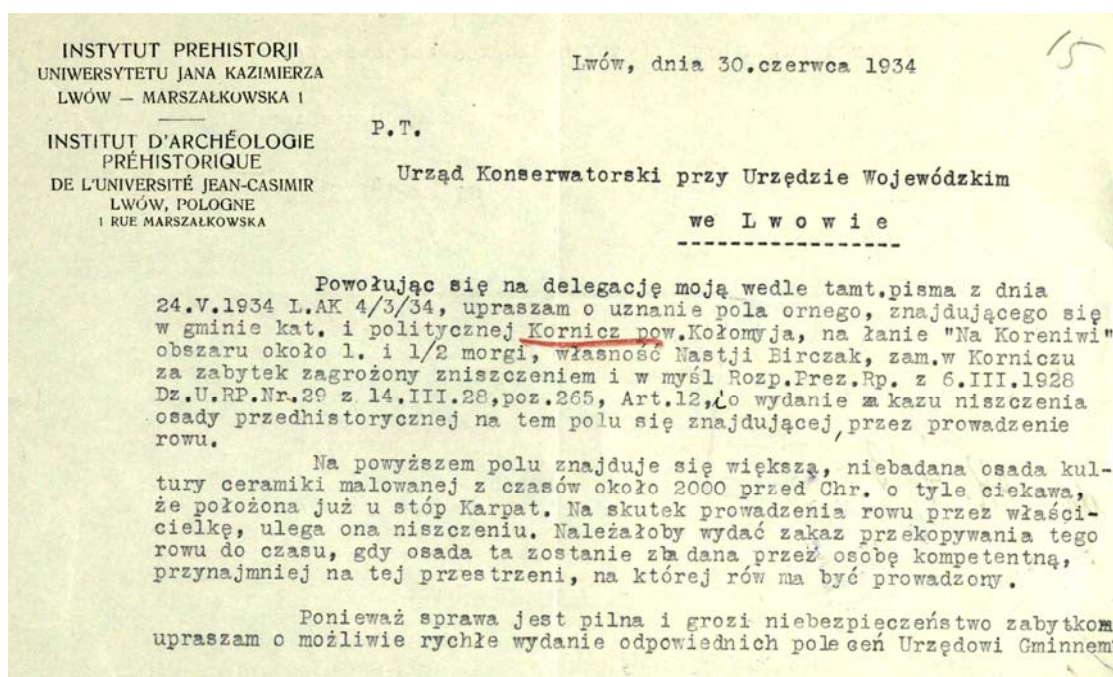 INSTYTUT PREHISTORJI
UNIWERSYTETU JANA KAZIMIERZA
LWÓW — MARSZAŁKOWSKA 1
INSTITUT D'ARCHÉOLOGIE
PRÉHISTORIQUE
DE L'UNIVERSITÉ JEAN-CASIMIR
LWÓW, POLOGNE
1 RUE MARSZAŁKOWSKA
15
Lwów, dnia 30.czerwca 1934
P.T.
Urząd Konserwatorski przy Urzędzie Wojewódzkim
we Lwowie
Powołując się na delegację moją wedle tamt.pisma z dnia
24.V.1934 L.AK 4/3/34, upraszam o uznanie pola ornego, znajdującego się
w gminie kat. i politycznej Kornicz pow.Kołomyja, na łanie "Na Koreniwi"
obszaru około 1. i 1/2 morgi, własność Nastji Birczak, zam.w Korniczu
za zabytek zagrożony zniszczeniem i w myśl Rozp.Prez.Rp. z 6.III.1928
Dz.U.RP.Nr.29 z 14.III.28,poz.265, Art.12, i o wydanie zakazu niszczenia
osady przedhistorycznej na tem polu się znajdującej, przez prowadzenie
rowu.
Na powyższem polu znajduje się większa, niebadana osada kul-
tury ceramiki malowanej z czasów około 2000 przed Chr. o tyle ciekawa,
że położona już u stóp Karpat. Na skutek prowadzenia rowu przez właści-
cielkę, ulega ona niszczeniu. Należałoby wydać zakaz przekopywania tego
rowu do czasu, gdy osada ta zostanie zbadana przez osobę kompetentną,
przynajmniej na tej przestrzeni, na której rów ma być prowadzony.
Ponieważ sprawa jest pilna i grozi niebezpieczeństwo zabytkom
upraszam o możliwie rychłe wydanie odpowiednich poleceń Urzędowi Gminnem